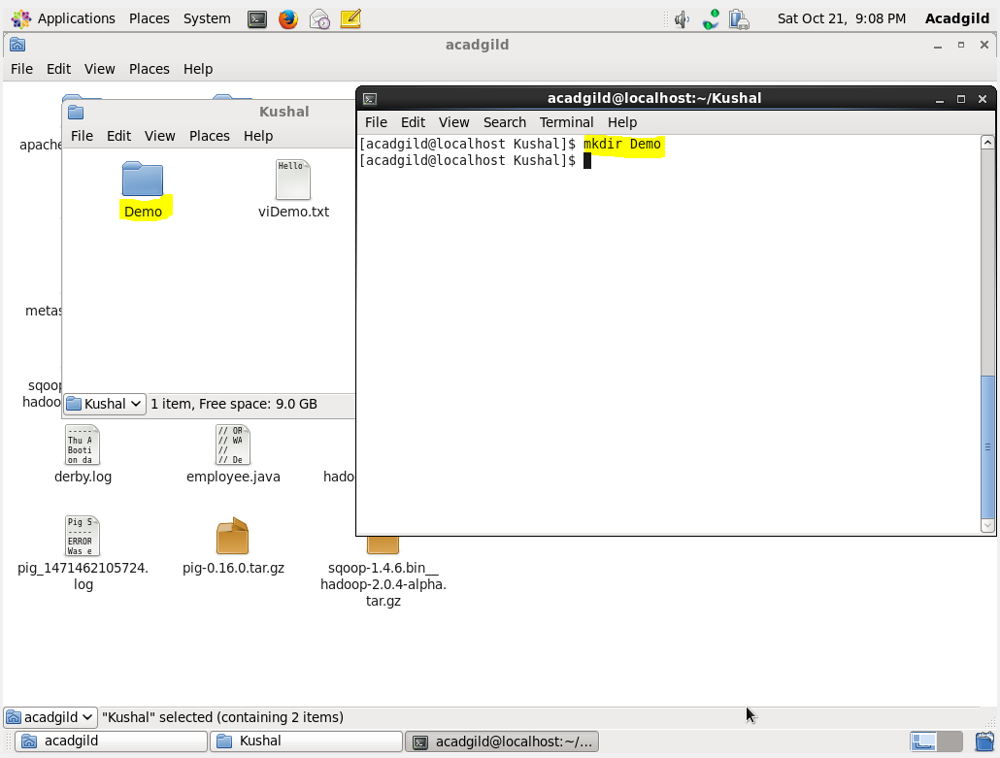 Applications Places System Sat Oct 21, 9:08 PM Acadgild
acadgild
File Edit View Places Help
apache
metas
sqoop
hadoo
Kushal
File Edit View Places Help
Hello
Demo viDemo.txt
Kushal 1 item, Free space: 9.0 GB
acadgild@localhost:~/Kushal
File Edit View Search Terminal Help
[acadgild@localhost Kushal]$ mkdir Demo
[acadgild@localhost Kushal]$
-----
Thu A
Booti
on da
derby.log
// OR
// WA
//
// De
employee.java
hado
Pig S
-----
ERROR
Was e
pig_1471462105724.
log
pig-0.16.0.tar.gz
sqoop-1.4.6.bin__
hadoop-2.0.4-alpha.
tar.gz
acadgild "Kushal" selected (containing 2 items)
acadgild Kushal acadgild@localhost:~/...